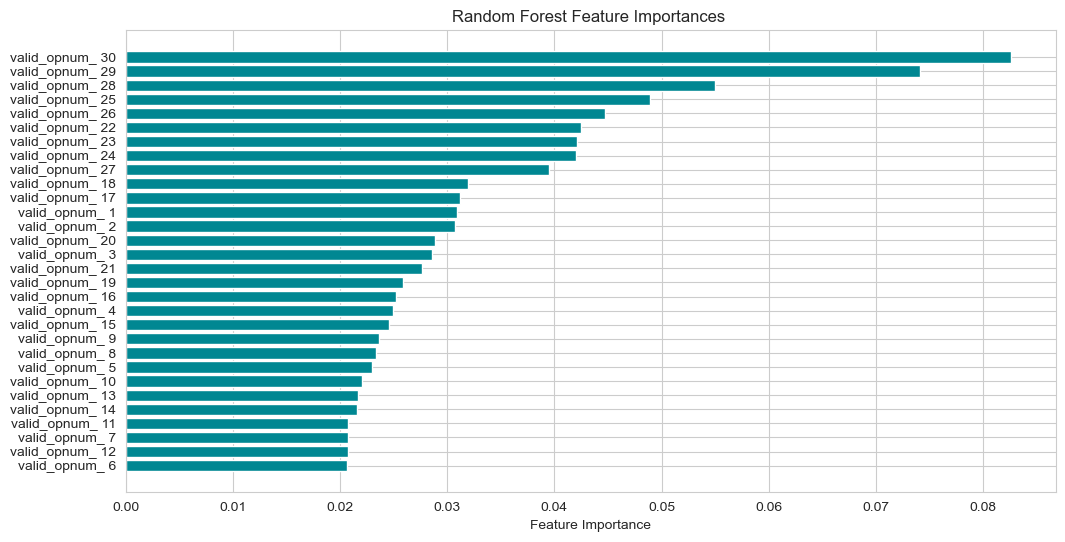 Random Forest Feature Importances
valid_opnum_ 30
valid_opnum_ 29
valid_opnum_ 28
valid_opnum_ 25
valid_opnum_ 26
valid_opnum_ 22
valid_opnum_ 23
valid_opnum_ 24
valid_opnum_ 27
valid_opnum_ 18
valid_opnum_ 17
valid_opnum_ 1
valid_opnum_ 2
valid_opnum_ 20
valid_opnum_ 3
valid_opnum_ 21
valid_opnum_ 19
valid_opnum_ 16
valid_opnum_ 4
valid_opnum_ 15
valid_opnum_ 9
valid_opnum_ 8
valid_opnum_ 5
valid_opnum_ 10
valid_opnum_ 13
valid_opnum_ 14
valid_opnum_ 11
valid_opnum_ 7
valid_opnum_ 12
valid_opnum_ 6
0.00 0.01 0.02 0.03 0.04 0.05 0.06 0.07 0.08
Feature Importance